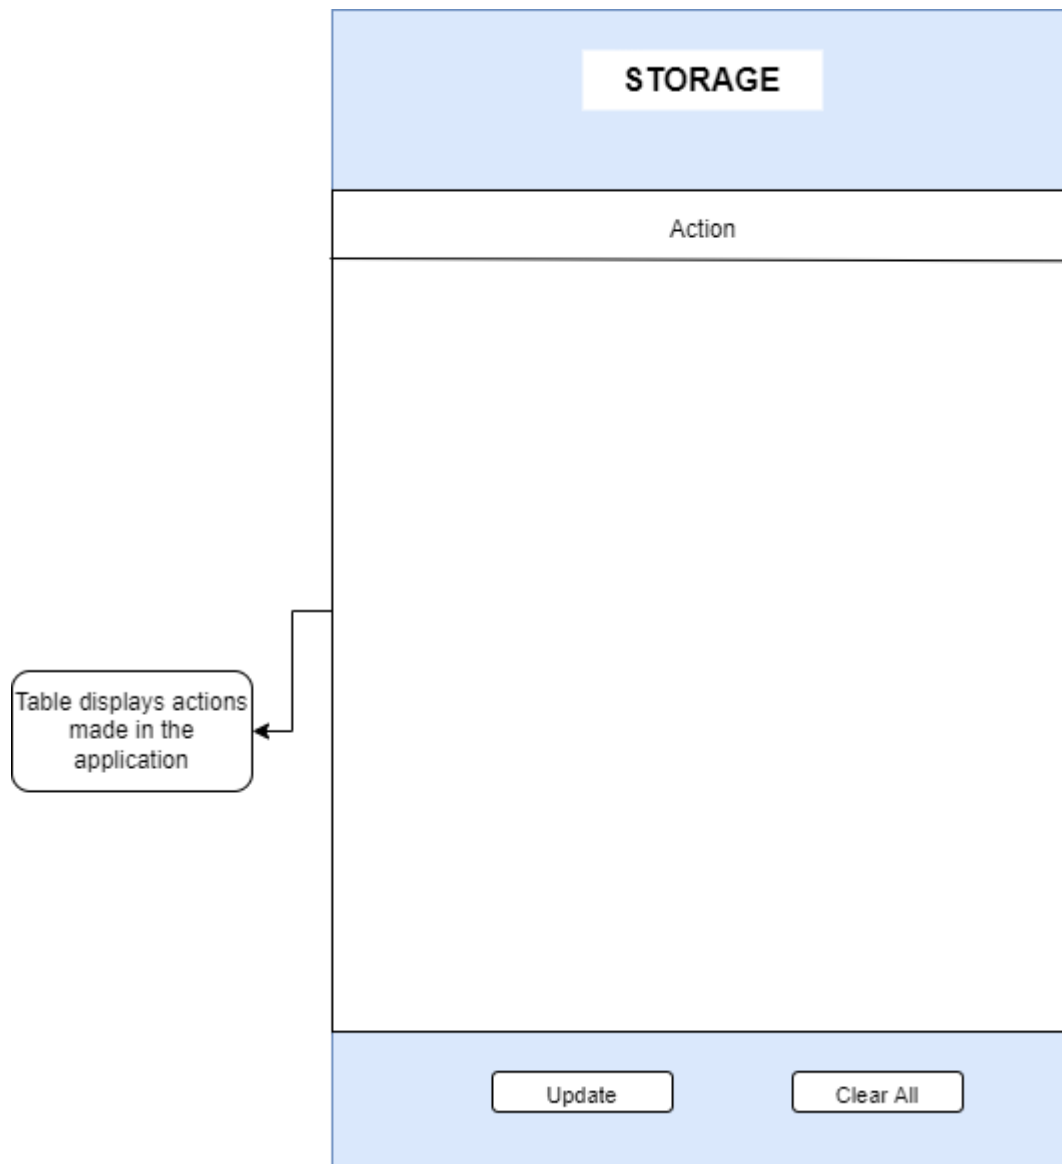 STORAGE
Action
Table displays actions
made in the
application
Update
Clear All